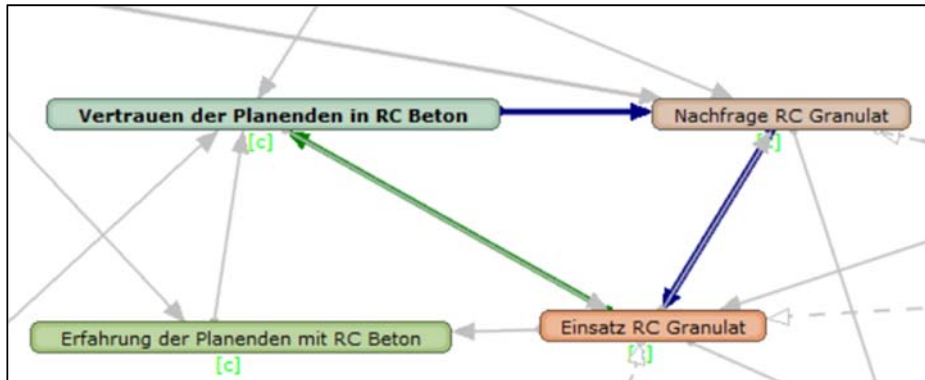 Vertrauen der Planenden in RC Beton
Nachfrage RC Granulat
[c]
Einsatz RC Granulat
Erfahrung der Planenden mit RC Beton
[c]